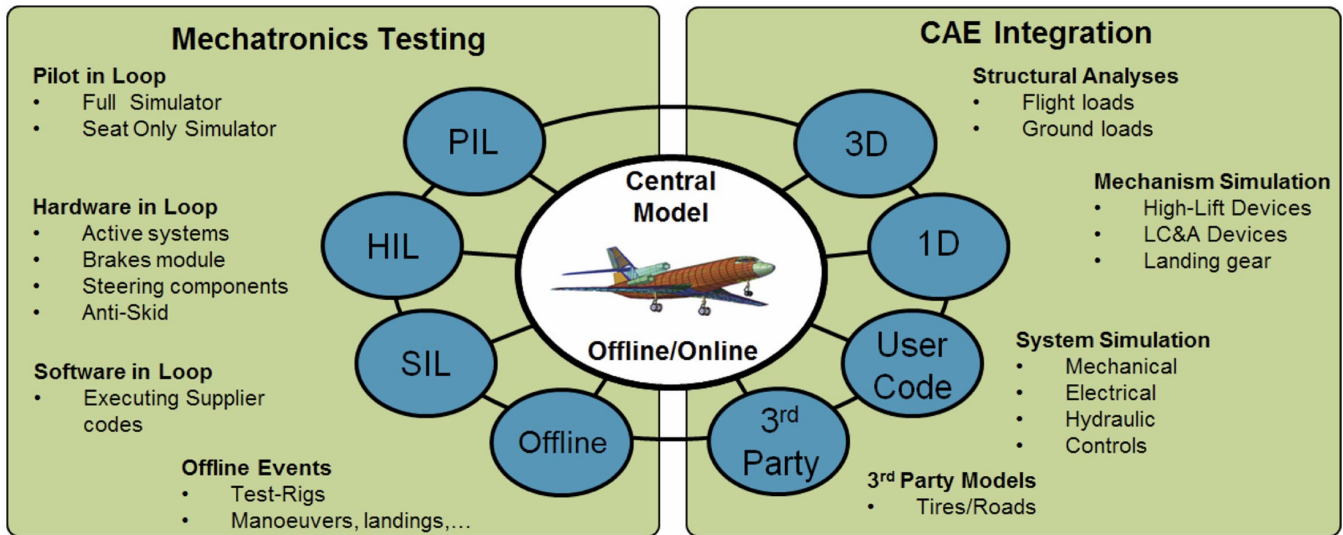 Mechatronics Testing
Pilot in Loop
• Full Simulator
• Seat Only Simulator
Hardware in Loop
• Active systems
• Brakes module
• Steering components
• Anti-Skid
Software in Loop
• Executing Supplier
codes
Offline Events
• Test-Rigs
• Manoeuvers, landings,...
PIL
HIL
SIL
Offline
Central
Model
Offline/Online
3D
1D
User
Code
3rd
Party
CAE Integration
Structural Analyses
• Flight loads
• Ground loads
Mechanism Simulation
• High-Lift Devices
• LC&A Devices
• Landing gear
System Simulation
• Mechanical
• Electrical
• Hydraulic
• Controls
3rd Party Models
• Tires/Roads